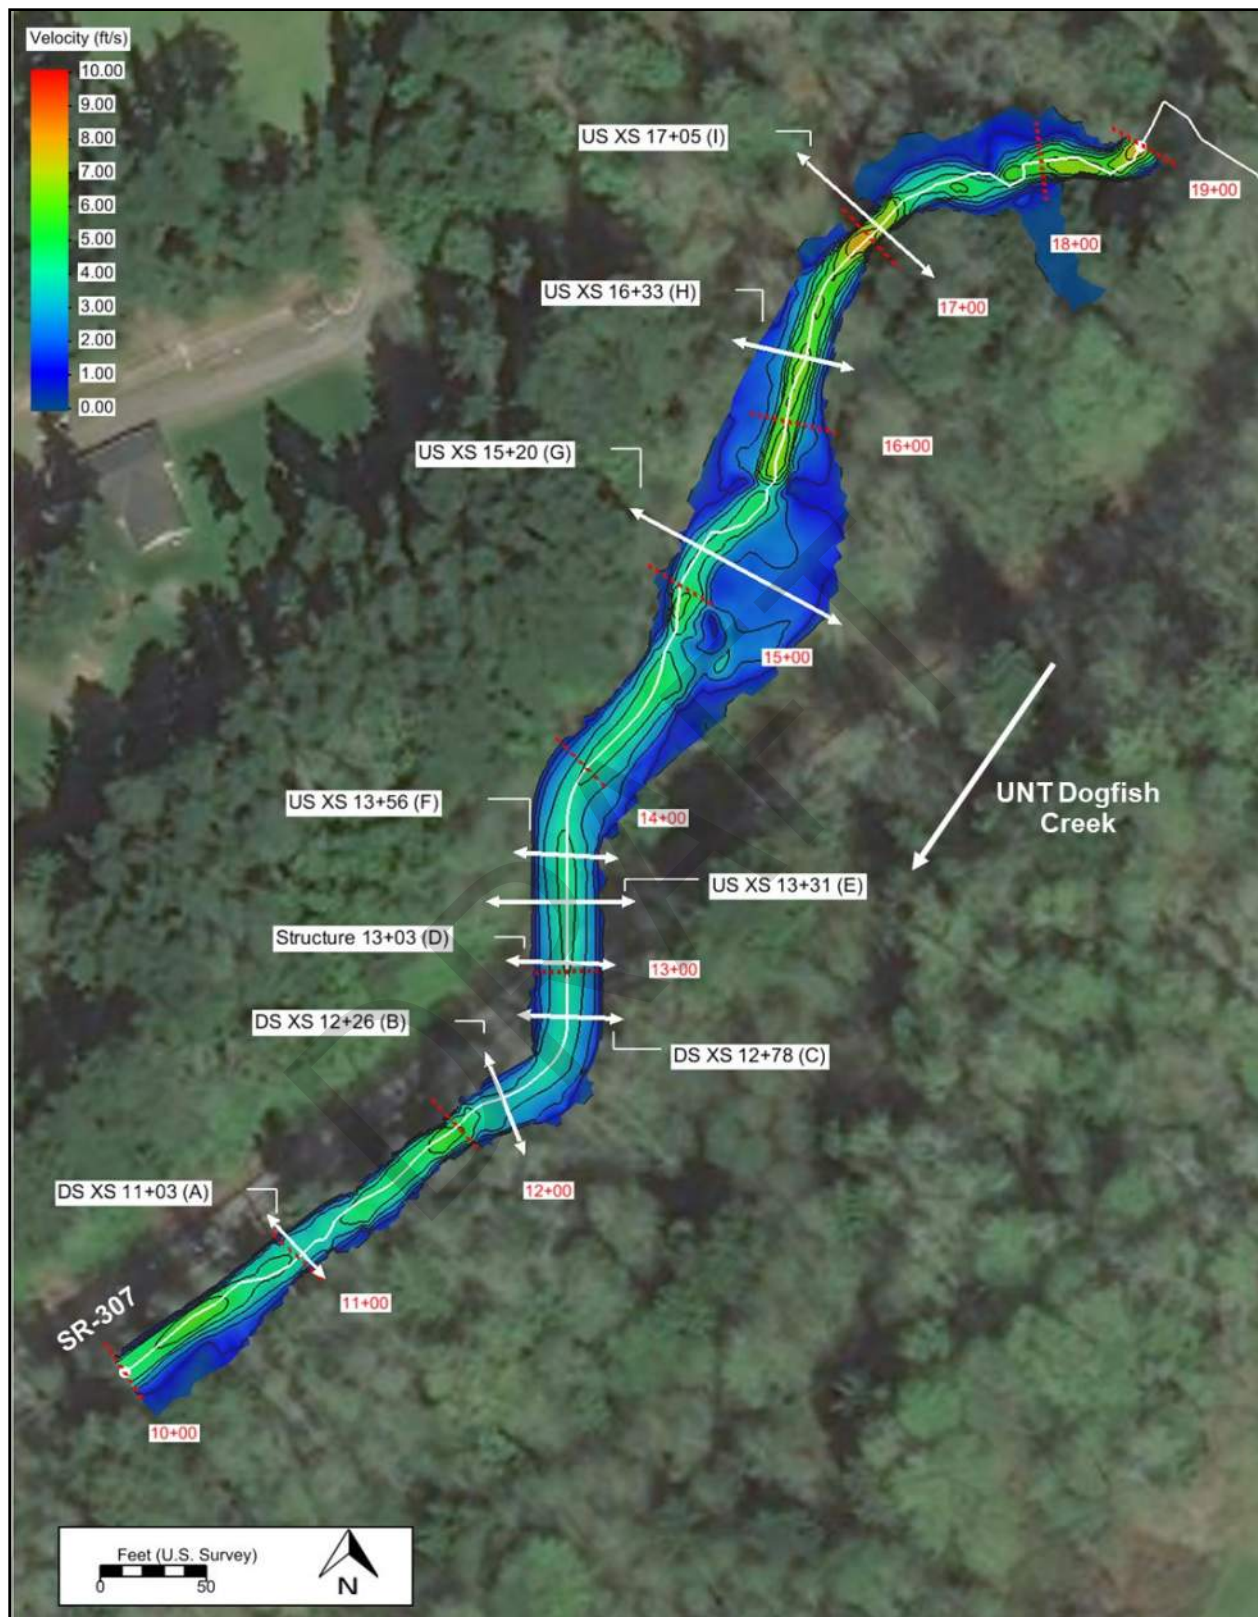 Velocity (ft/s)
10.00
9.00
8.00
7.00
6.00
5.00
4.00
3.00
2.00
1.00
0.00
US XS 17+05 (I)
19+00
18+00
US XS 16+33 (H)
17+00
16+00
US XS 15+20 (G)
15+00
UNT Dogfish
Creek
US XS 13+56 (F)
14+00
US XS 13+31 (E)
Structure 13+03 (D)
13+00
DS XS 12+26 (B)
DS XS 12+78 (C)
DS XS 11+03 (A)
12+00
11+00
SR-307
10+00
Feet (U.S. Survey)
0 50
N
DRAFT